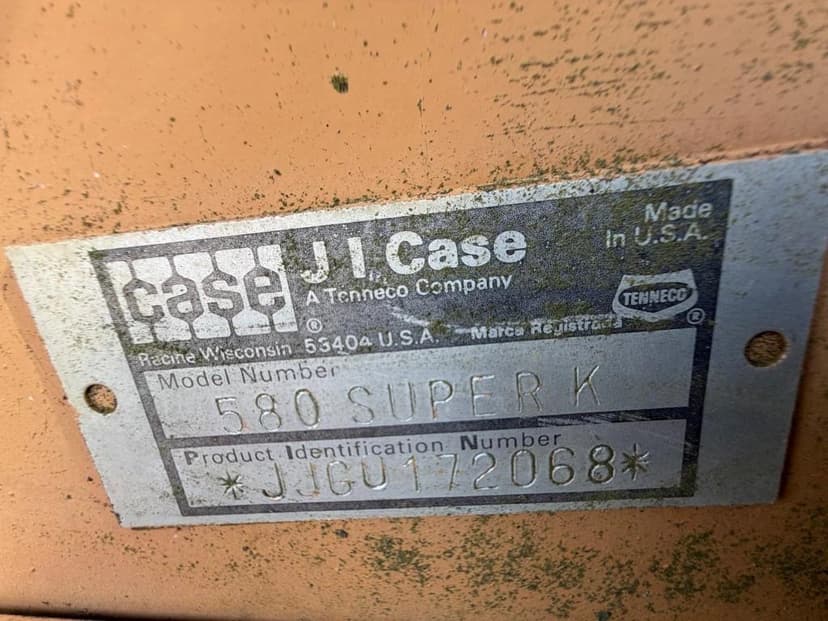 case
J I Case
A Tenneco Company
Made
In U.S.A.
TENNECO
®
®
Racine Wisconsin 53404 U.S.A.
Marca Registrada
Model Number
580 SUPER K
Product Identification Number
*JJGU172068*